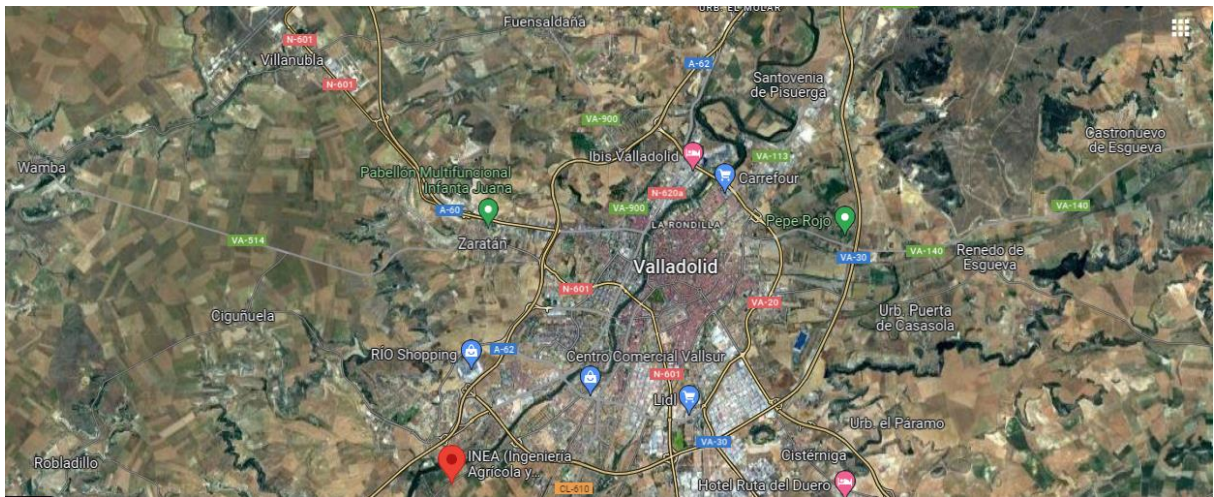 URB. EL MULAR
Fuensaldaña
N-601
Villanubla
A-62
N-601
Santovenia
de Pisuerga
VA-900
Castronuevo
de Esgueva
Ibis Valladolid
VA-113
Wamba
Pabellón Multifuncional
Infanta Juana
Carrefour
N-620a
A-60
VA-900
VA-140
Pepe Rojo
LA RONDILLA
VA-514
Zaratán
VA-140
Renedo de
Esgueva
VA-30
Valladolid
N-601
VA-20
Ciguñuela
Urb. Puerta
de Casasola
RÍO Shopping
A-62
Centro Comercial Vallsur
N-601
Lidl
Urb. el Páramo
VA-30
INEA (Ingeniería
Agrícola y...
Cistérniga
Robladillo
Hotel Ruta del Duero
CL-610